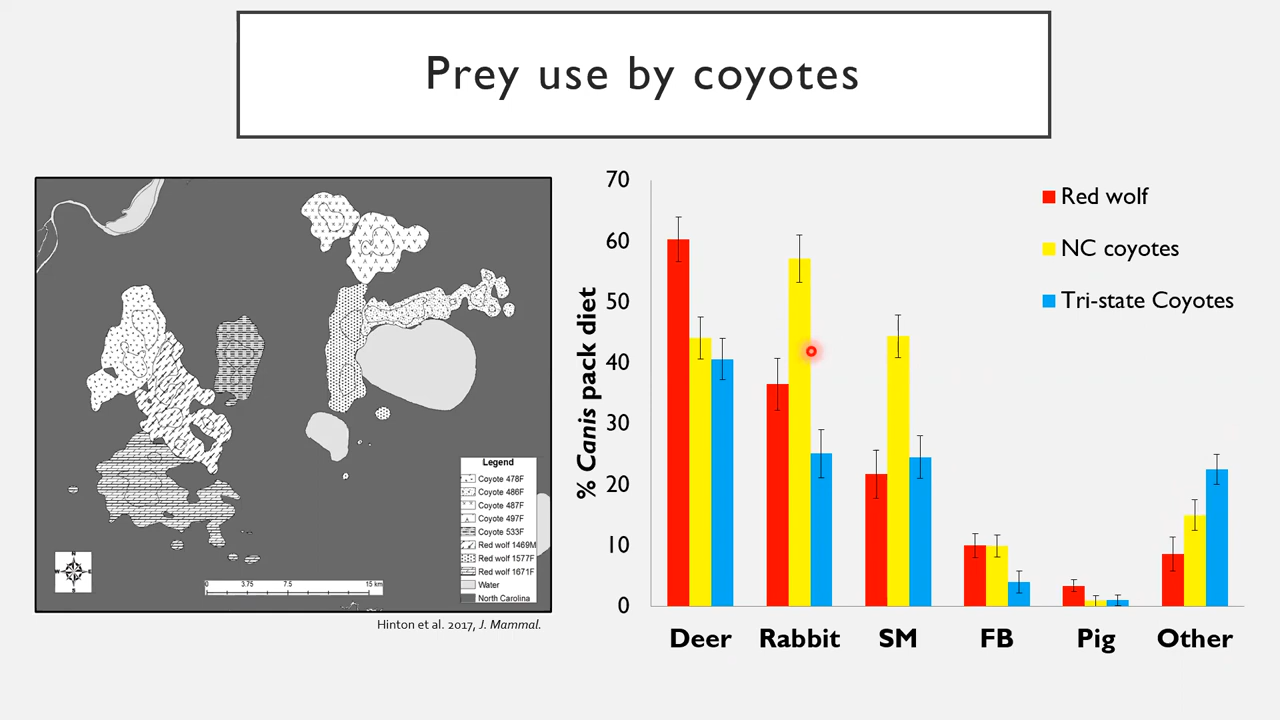 Prey use by coyotes
Legend
Coyote 478F
Coyote 486F
Coyote 487F
Coyote 497F
Coyote 533F
Red wolf 1469M
Red wolf 1577F
Red wolf 1671F
Water
North Carolina
N
W
E
S
0 3.75 7.5 15 km
Hinton et al. 2017, J. Mammal.
% Canis pack diet
70
60
50
40
30
20
10
0
Red wolf
NC coyotes
Tri-state Coyotes
Deer Rabbit SM FB Pig Other